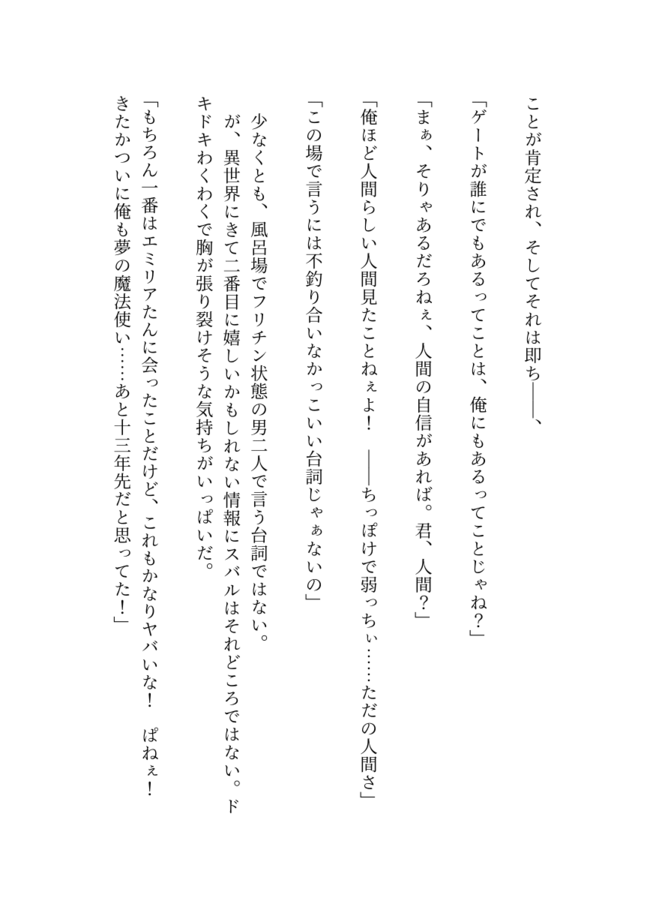 ことが肯定され、そしてそれは即ち――、
「ゲートが誰にでもあるってことは、俺にもあるってことじゃね？」
「まぁ、そりゃあるだろねぇ、人間の自信があれば。君、人間？」
「俺ほど人間らしい人間見たことねぇよ！　――ちっぽけで弱っちぃ……ただの人間さ」
「この場で言うには不釣り合いなかっこいい台詞じゃぁないの」
　少なくとも、風呂場でフリチン状態の男二人で言う台詞ではない。
　が、異世界にきて二番目に嬉しいかもしれない情報にスバルはそれどころではない。ド
キドキわくわくで胸が張り裂けそうな気持ちがいっぱいだ。
「もちろん一番はエミリアたんに会ったことだけど、これもかなりヤバいな！　ぱねぇ！
きたかついに俺も夢の魔法使い……あと十三年先だと思ってた！」